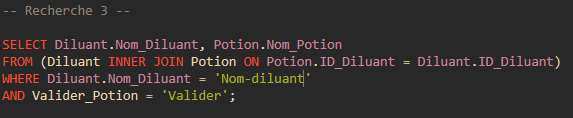 -- Recherche 3 --
SELECT Diluant.Nom_Diluant, Potion.Nom_Potion
FROM (Diluant INNER JOIN Potion ON Potion.ID_Diluant = Diluant.ID_Diluant)
WHERE Diluant.Nom_Diluant = 'Nom-diluant'
AND Valider_Potion = 'Valider';